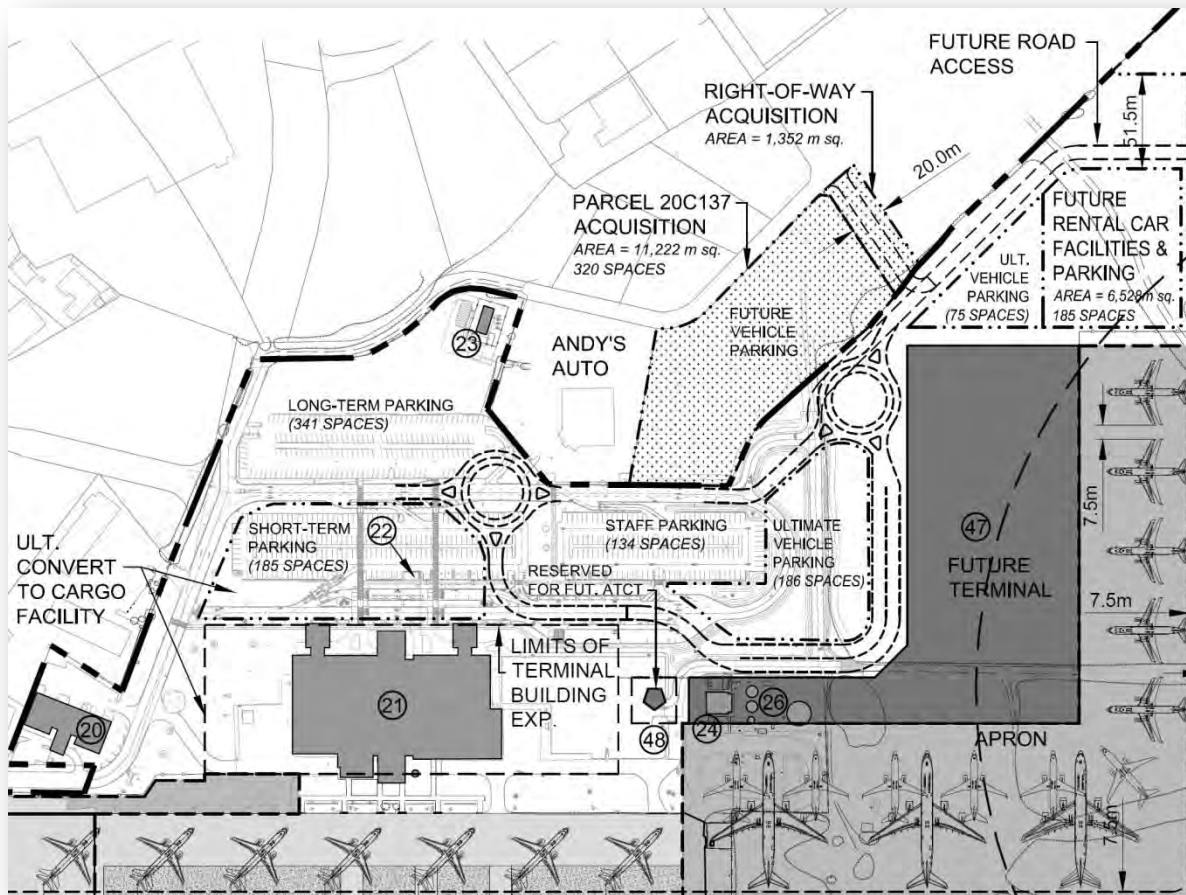 FUTURE ROAD
ACCESS
RIGHT-OF-WAY
ACQUISITION
AREA = 1,352 m sq.
51.5m
20.0m
PARCEL 20C137
ACQUISITION
AREA = 11,222 m sq.
320 SPACES
FUTURE
RENTAL CAR
FACILITIES &
PARKING
AREA = 6,528m sq.
185 SPACES
ULT.
VEHICLE
PARKING
(75 SPACES)
FUTURE
VEHICLE
PARKING
23
ANDY'S
AUTO
LONG-TERM PARKING
(341 SPACES)
7.5m
ULT.
CONVERT
TO CARGO
FACILITY
SHORT-TERM
PARKING
(185 SPACES)
22
STAFF PARKING
(134 SPACES)
ULTIMATE
VEHICLE
PARKING
(186 SPACES)
47
FUTURE
TERMINAL
RESERVED
FOR FUT. ATCT
7.5m
LIMITS OF
TERMINAL
BUILDING
EXP.
20
21
48
24
26
APRON
7.5m